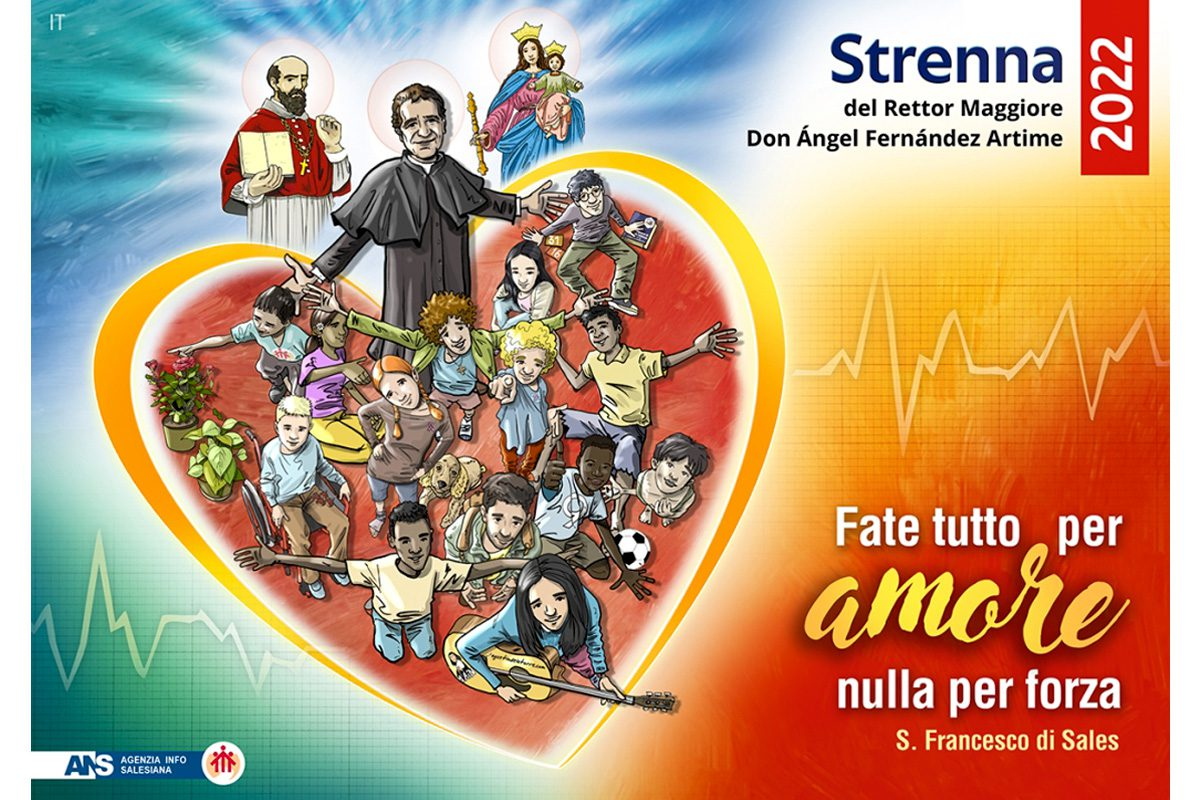 IT
Strenna
del Rettor Maggiore
Don Ángel Fernández Artime
2022
Fate tutto per
amore
nulla per forza
S. Francesco di Sales
ANS
AGENZIA INFO
SALESIANA